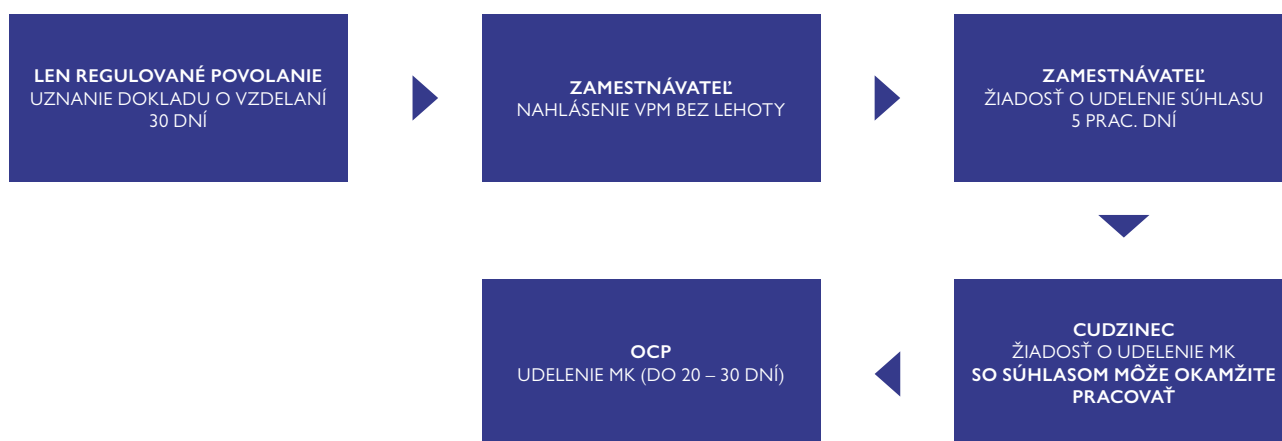 LEN REGULOVANÉ POVOLANIE
UZNANIE DOKLADU O VZDELANÍ
30 DNÍ
ZAMESTNÁVATEĽ
NAHLÁSENIE VPM BEZ LEHOTY
ZAMESTNÁVATEĽ
ŽIADOSŤ O UDELENIE SÚHLASU
5 PRAC. DNÍ
CUDZINEC
ŽIADOSŤ O UDELENIE MK
SO SÚHLASOM MÔŽE OKAMŽITE
PRACOVAŤ
OCP
UDELENIE MK (DO 20 – 30 DNÍ)